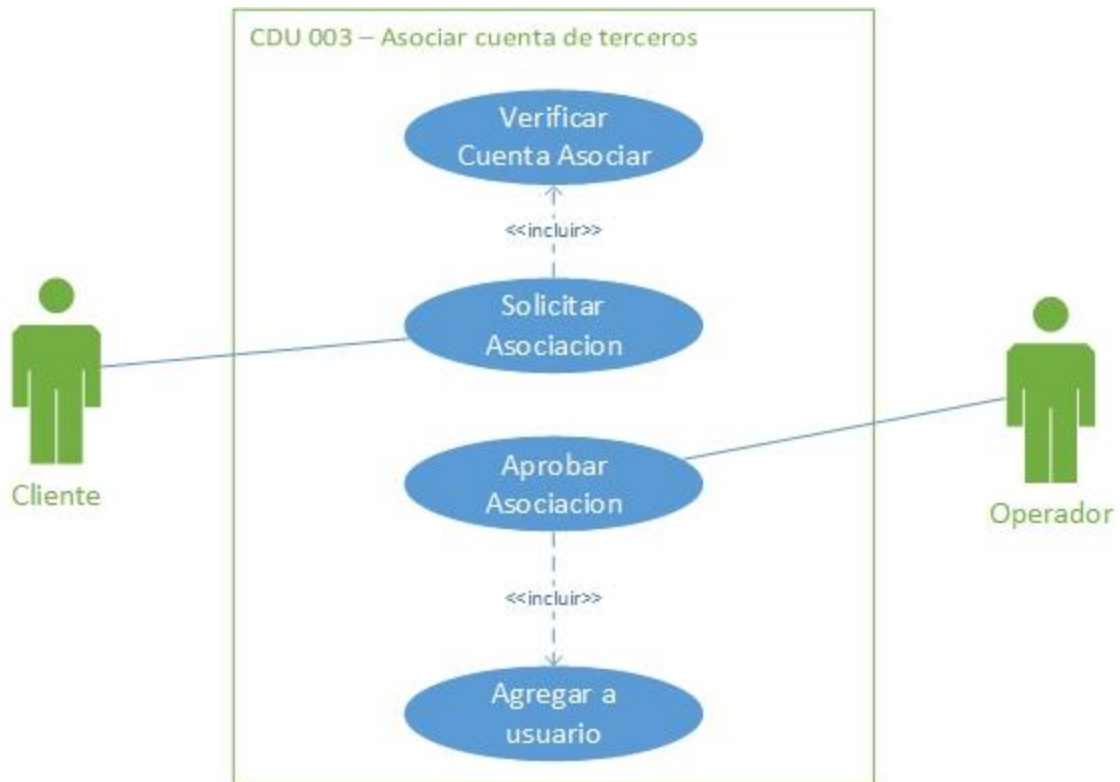 CDU 003 – Asociar cuenta de terceros
Verificar
Cuenta Asociar
<<incluir>>
Solicitar
Asociacion
Cliente
Aprobar
Asociacion
Operador
<<incluir>>
Agregar a
usuario